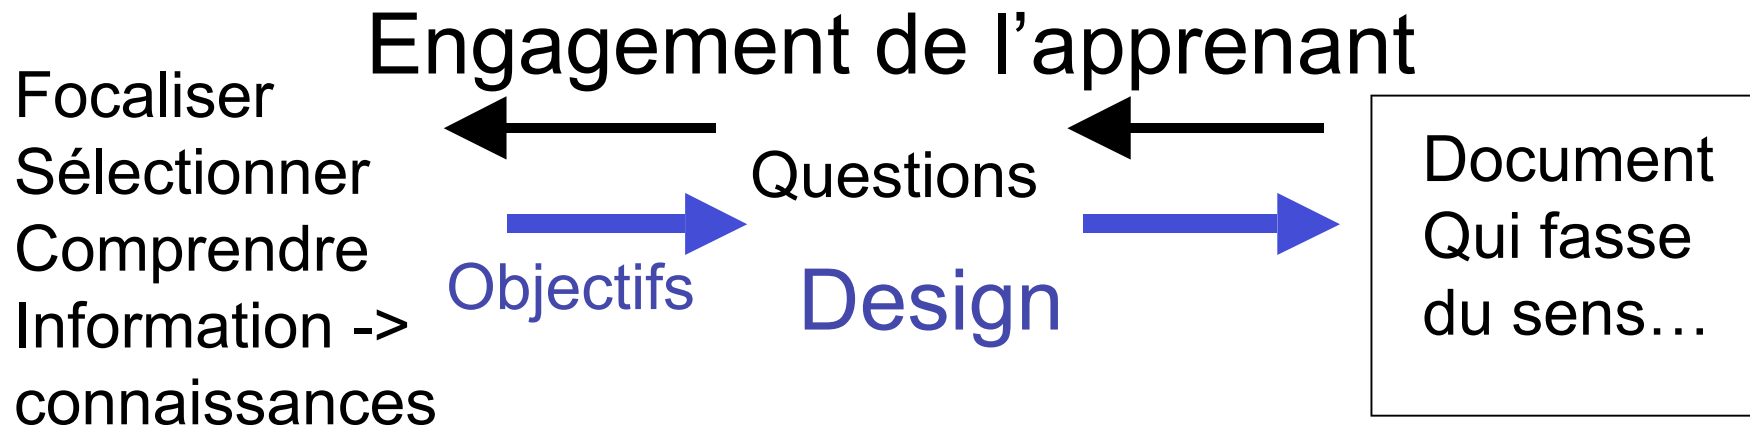 Engagement de l’apprenant
Focaliser
Sélectionner
Comprendre
Information ->
connaissances
Objectifs
Questions
Design
Document
Qui fasse
du sens…